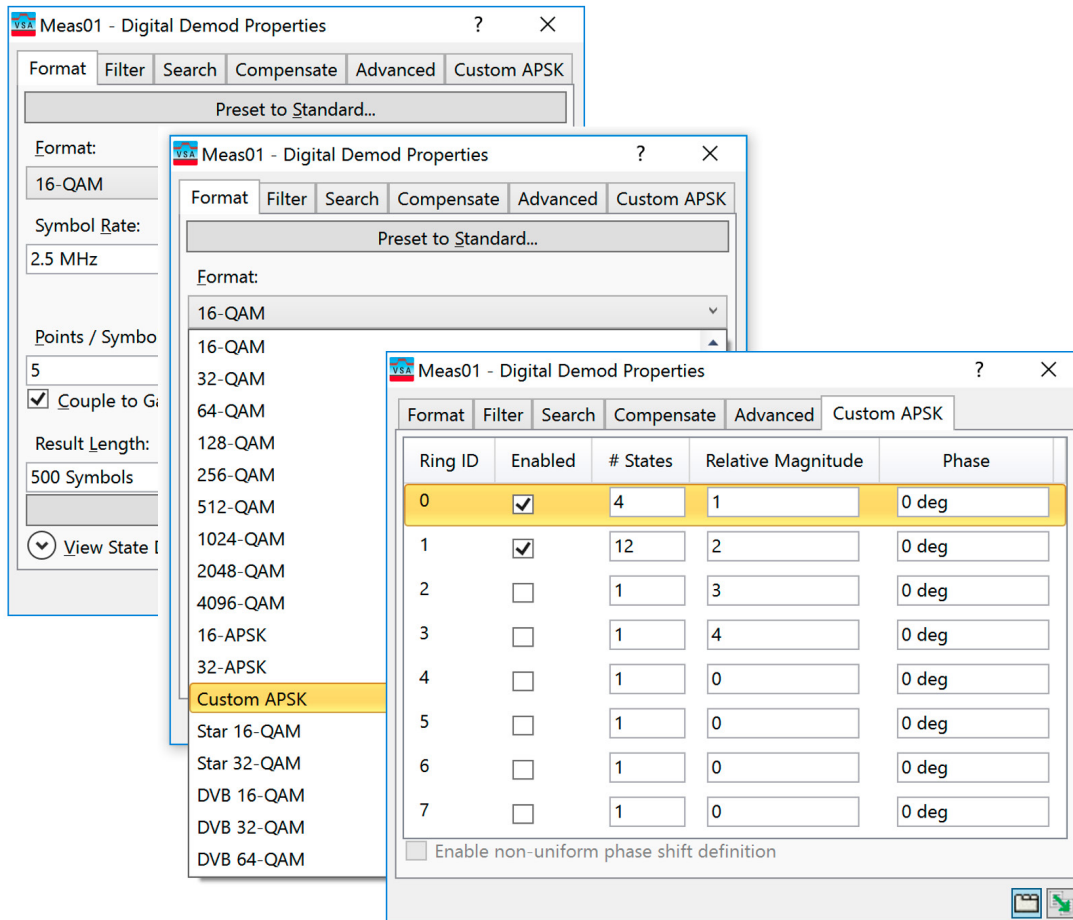 VSA Meas01 - Digital Demod Properties ?
Format Filter Search Compensate Advanced Custom APSK
Preset to Standard...
Format:
16-QAM
Symbol Rate:
2.5 MHz
Points / Symbo
5
Couple to Ga
Result Length:
500 Symbols
View State
VSA Meas01 - Digital Demod Properties ?
Format Filter Search Compensate Advanced Custom APSK
Preset to Standard...
Format:
16-QAM
16-QAM
32-QAM
64-QAM
128-QAM
256-QAM
512-QAM
1024-QAM
2048-QAM
4096-QAM
16-APSK
32-APSK
Custom APSK
Star 16-QAM
Star 32-QAM
DVB 16-QAM
DVB 32-QAM
DVB 64-QAM
VSA Meas01 - Digital Demod Properties ?
Format Filter Search Compensate Advanced Custom APSK
Ring ID Enabled # States Relative Magnitude Phase
0 4 1 0 deg
1 12 2 0 deg
2 1 3 0 deg
3 1 4 0 deg
4 1 0 0 deg
5 1 0 0 deg
6 1 0 0 deg
7 1 0 0 deg
Enable non-uniform phase shift definition